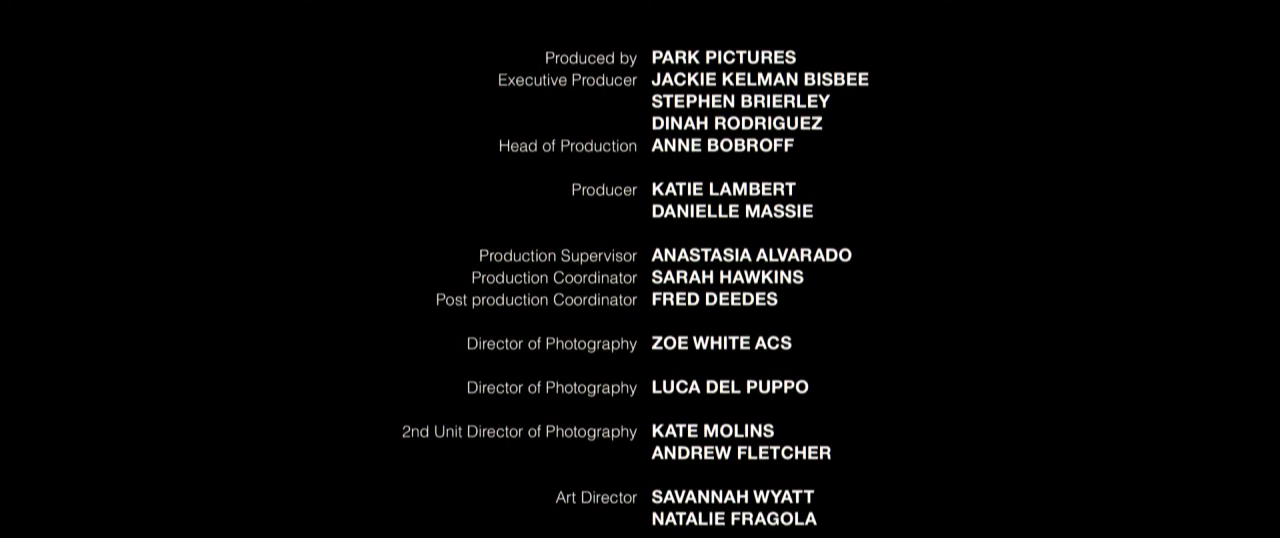 Produced by PARK PICTURES
Executive Producer JACKIE KELMAN BISBEE
STEPHEN BRIERLEY
DINAH RODRIGUEZ
Head of Production ANNE BOBROFF
Producer KATIE LAMBERT
DANIELLE MASSIE
Production Supervisor ANASTASIA ALVARADO
Production Coordinator SARAH HAWKINS
Post production Coordinator FRED DEEDES
Director of Photography ZOE WHITE ACS
Director of Photography LUCA DEL PUPPO
2nd Unit Director of Photography KATE MOLINS
ANDREW FLETCHER
Art Director SAVANNAH WYATT
NATALIE FRAGOLA